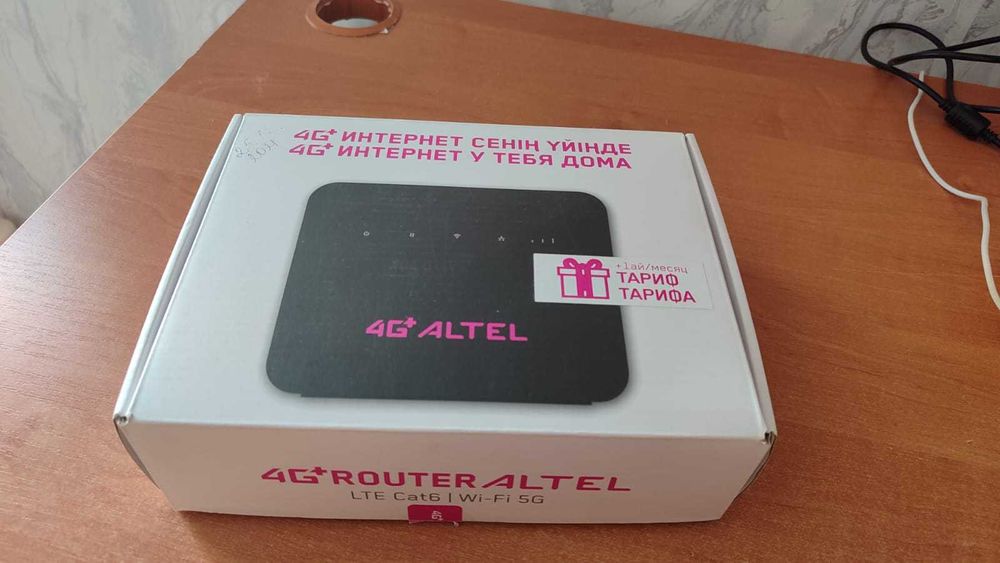 4G+ ИНТЕРНЕТ СЕНІҢ ҮЙІҢДЕ
4G+ ИНТЕРНЕТ У ТЕБЯ ДОМА
+1ай/месяц
ТАРИФ
ТАРИФА
4G+ ALTEL
4G+ ROUTER ALTEL
LTE Cat6 | Wi-Fi 5G
4G+